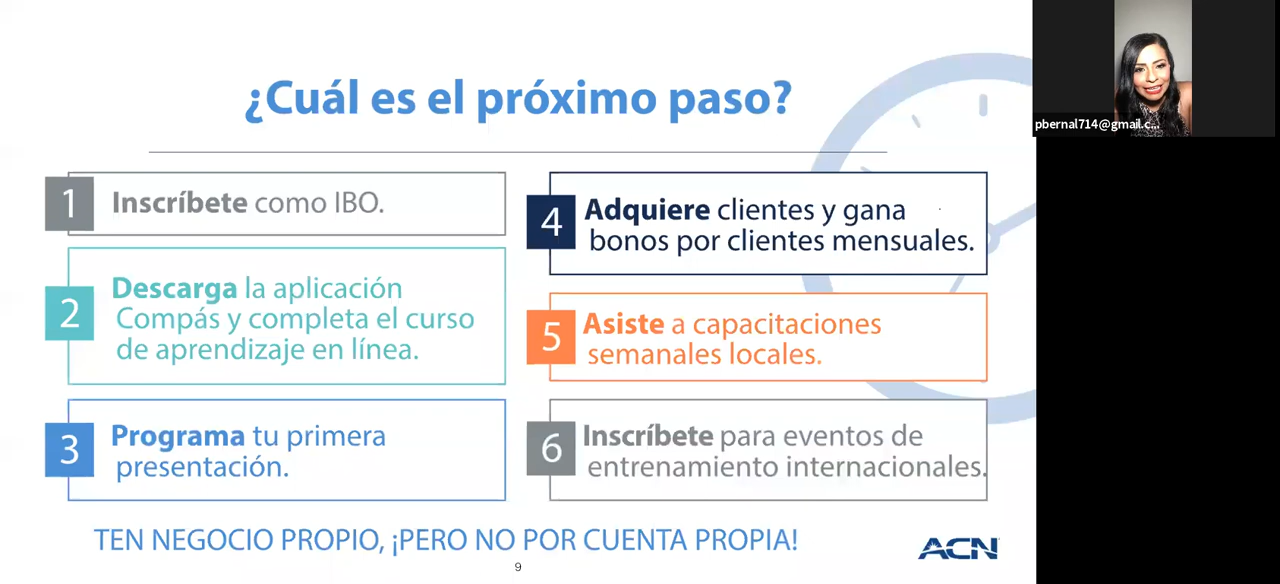 ¿Cuál es el próximo paso?
1
Inscríbete como IBO.
2
Descarga la aplicación
Compás y completa el curso
de aprendizaje en línea.
3
Programa tu primera
presentación.
4
Adquiere clientes y gana
bonos por clientes mensuales.
5
Asiste a capacitaciones
semanales locales.
6
Inscríbete para eventos de
entrenamiento internacionales.
TEN NEGOCIO PROPIO, ¡PERO NO POR CUENTA PROPIA!
ACN
9
pbernal714@gmail.c...